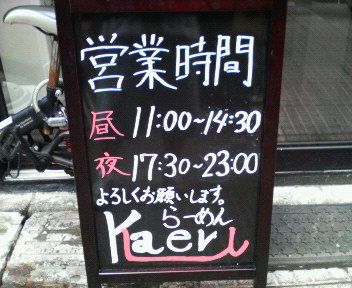 営業時間
昼 11:00~14:30
夜 17:30~23:00
よろしくお願いします。
らーめん
Kaeru